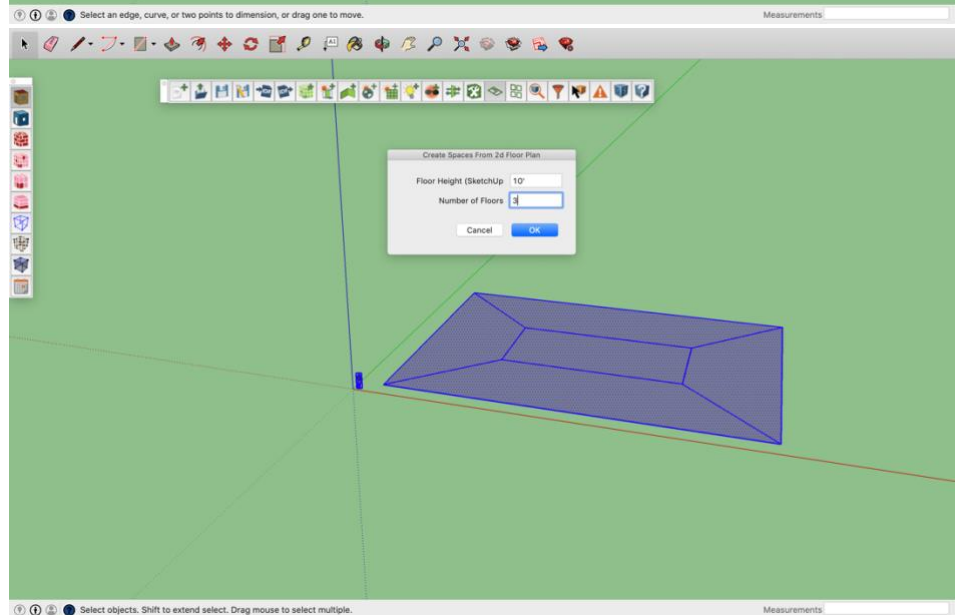 Select an edge, curve, or two points to dimension, or drag one to move.
Measurements
Create Spaces From 2d Floor Plan
Floor Height (SketchUp
10'
Number of Floors
3
Cancel
OK
Select objects. Shift to extend select. Drag mouse to select multiple.
Measurements